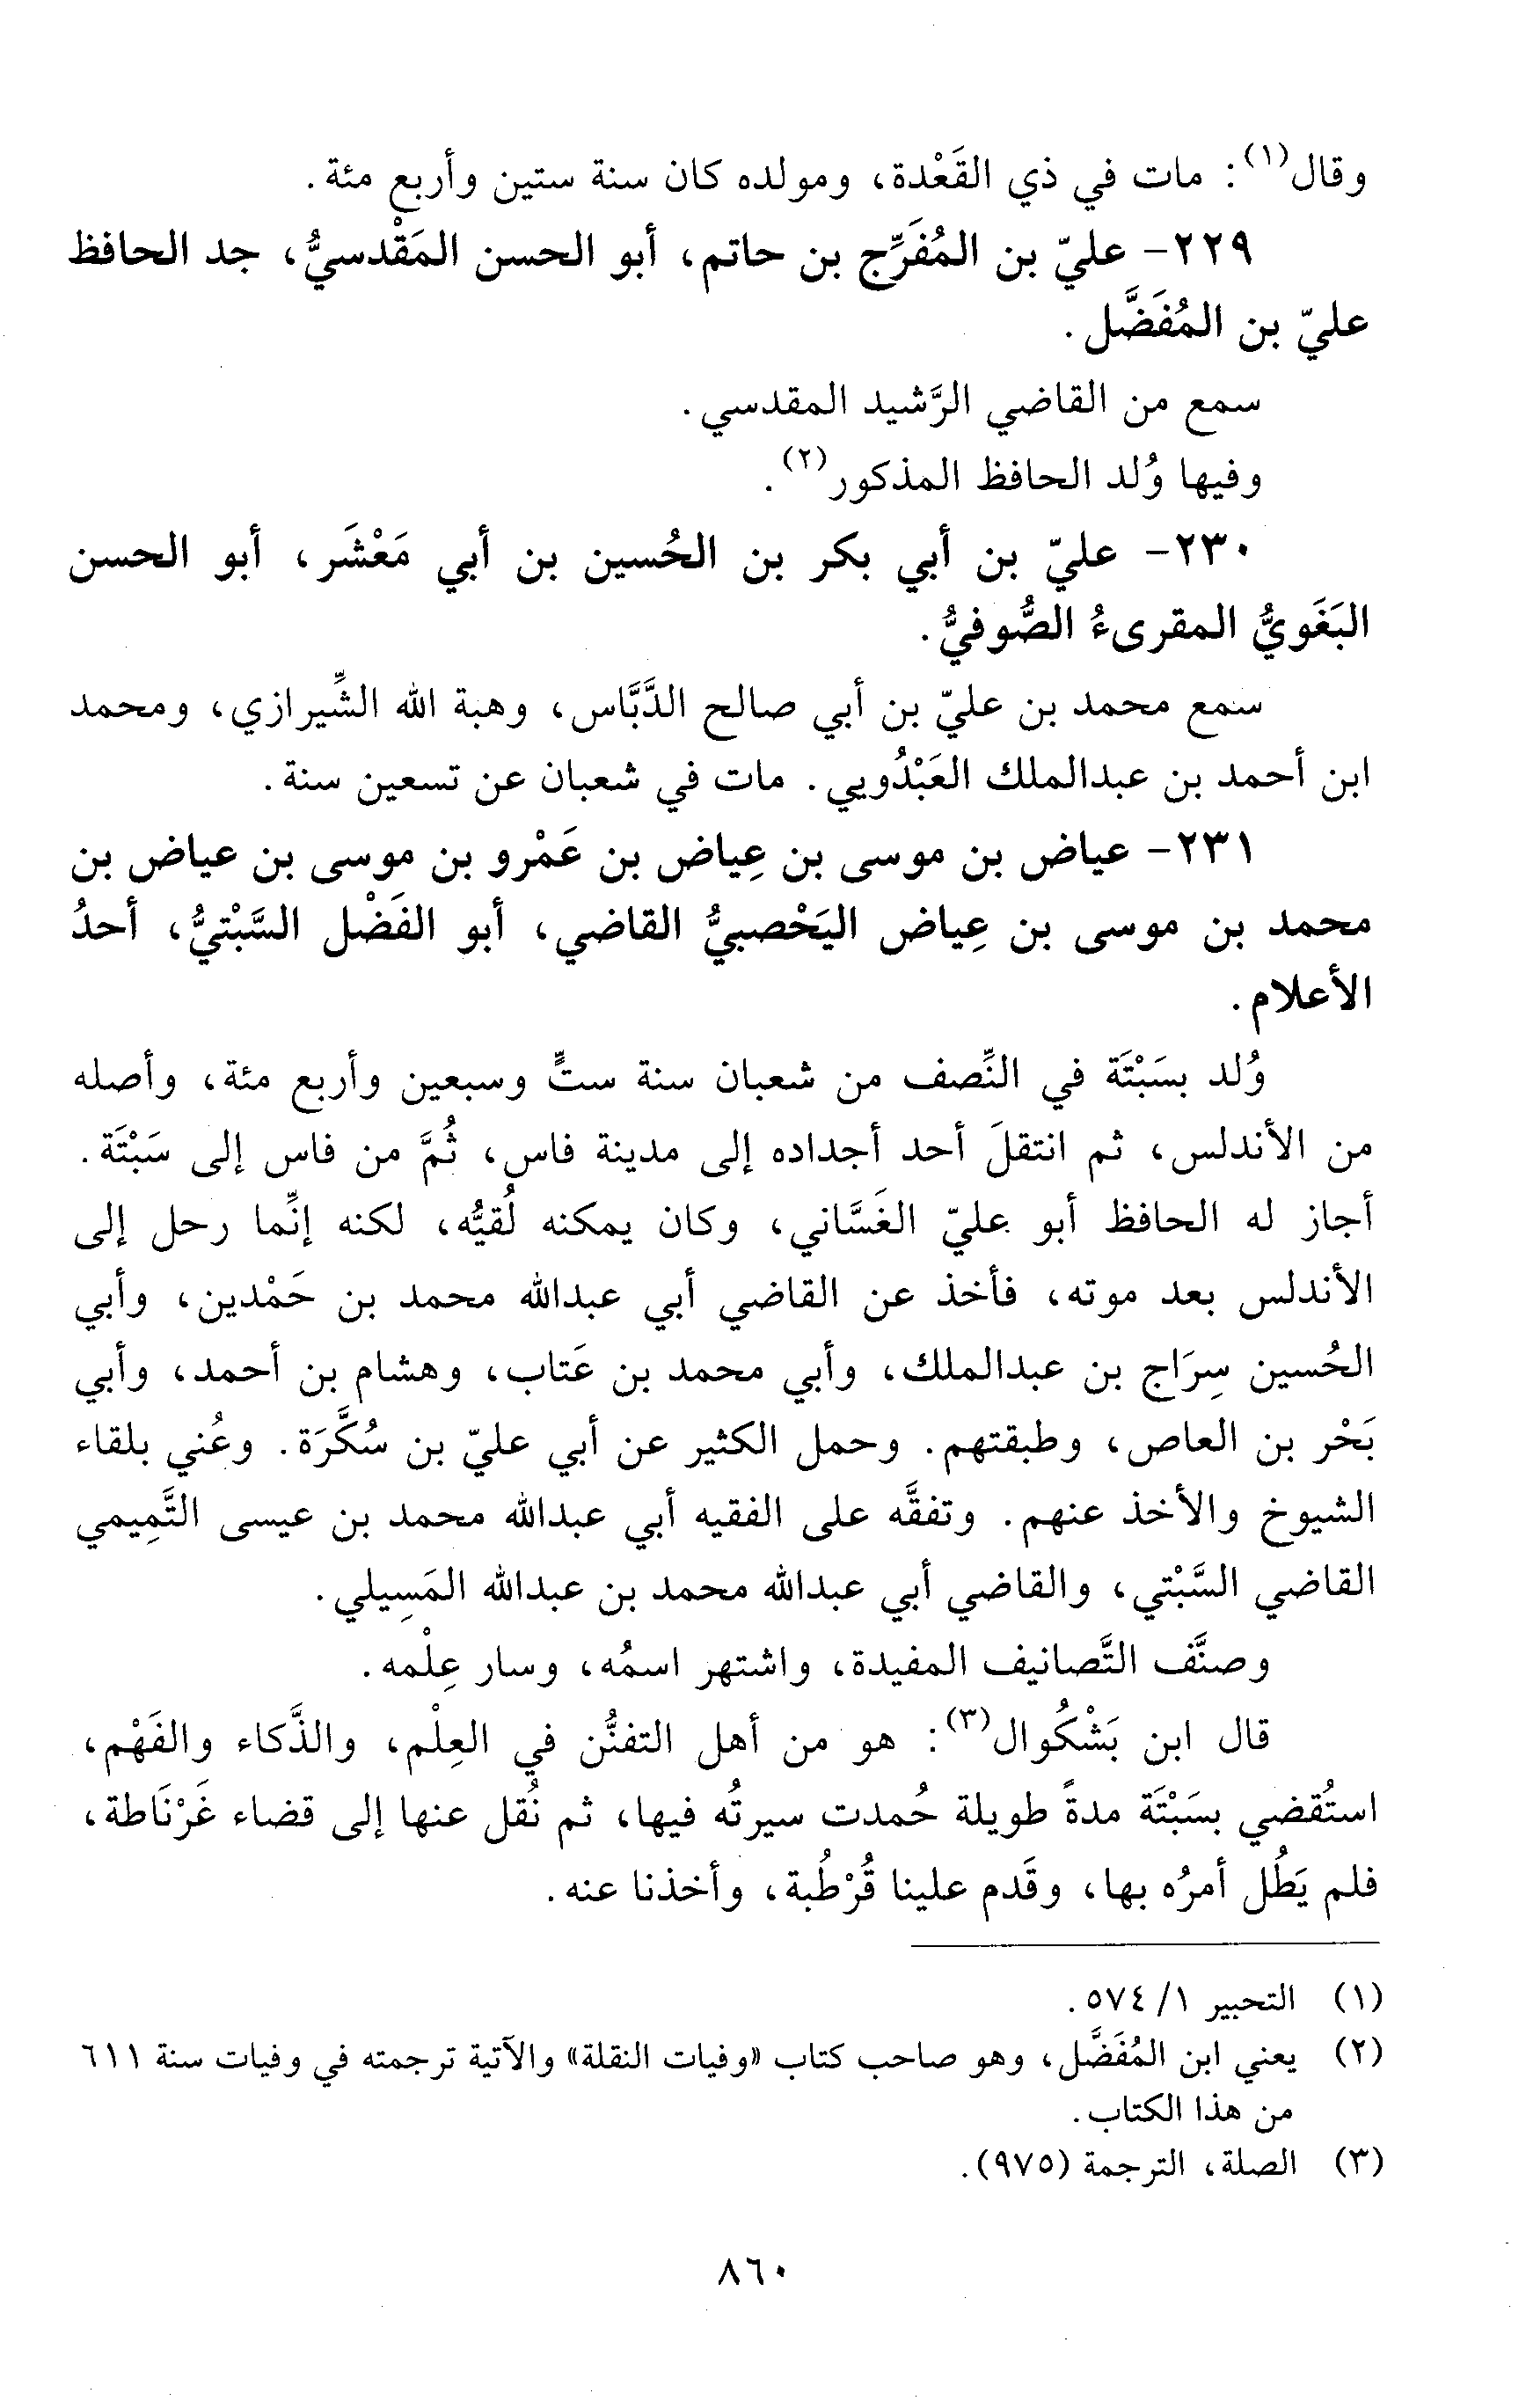 وقال(١): مات في ذي القَعْدة، ومولده كان سنة ستين وأربع مئة.
٢٢٩- عليّ بن المُفَرِّج بن حاتم، أبو الحسن المَقْدسيُّ، جد الحافظ
عليّ بن المُفَضَّل.
سمع من القاضي الرَّشيد المقدسي.
وفيها وُلد الحافظ المذكور(٢).
٢٣٠- عليّ بن أبي بكر بن الحُسين بن أبي مَعْشَر، أبو الحسن
البَغَويُّ المقرىءُ الصُّوفيُّ.
سمع محمد بن عليّ بن أبي صالح الدَّبَّاس، وهبة الله الشِّيرازي، ومحمد
ابن أحمد بن عبدالملك العَبْدُويي. مات في شعبان عن تسعين سنة.
٢٣١- عياض بن موسى بن عِياض بن عَمْرو بن موسى بن عياض بن
محمد بن موسى بن عِياض اليَحْصبيُّ القاضي، أبو الفَضْل السَّبْتيُّ، أحدُ
الأعلام.
وُلد بسَبْتَة في النِّصف من شعبان سنة ستٍّ وسبعين وأربع مئة، وأصله
من الأندلس، ثم انتقلَ أحد أجداده إلى مدينة فاس، ثُمَّ من فاس إلى سَبْتَة.
أجاز له الحافظ أبو عليّ الغَسَّاني، وكان يمكنه لُقيُّه، لكنه إنِّما رحل إلى
الأندلس بعد موته، فأخذ عن القاضي أبي عبدالله محمد بن حَمْدين، وأبي
الحُسين سِرَاج بن عبدالملك، وأبي محمد بن عَتاب، وهشام بن أحمد، وأبي
بَحْر بن العاص، وطبقتهم. وحمل الكثير عن أبي عليّ بن سُكَّرَة. وعُني بلقاء
الشيوخ والأخذ عنهم. وتفقَّه على الفقيه أبي عبدالله محمد بن عيسى التَّمِيمي
القاضي السَّبْتي، والقاضي أبي عبدالله محمد بن عبدالله المَسِيلي.
وصنَّف التَّصانيف المفيدة، واشتهر اسمُه، وسار عِلْمه.
قال ابن بَشْكُوال(٣): هو من أهل التفنُّن في العِلْم، والذَّكاء والفَهْم،
استُقضي بسَبْتَة مدةً طويلة حُمدت سيرتُه فيها، ثم نُقل عنها إلى قضاء غَرْنَاطة،
فلم يَطُل أمرُه بها، وقَدم علينا قُرْطُبة، وأخذنا عنه.
(١) التحبير ١/ ٥٧٤.
(٢) يعني ابن المُفَضَّل، وهو صاحب كتاب «وفيات النقلة» والآتية ترجمته في وفيات سنة ٦١١
من هذا الكتاب.
(٣) الصلة، الترجمة (٩٧٥).
٨٦٠